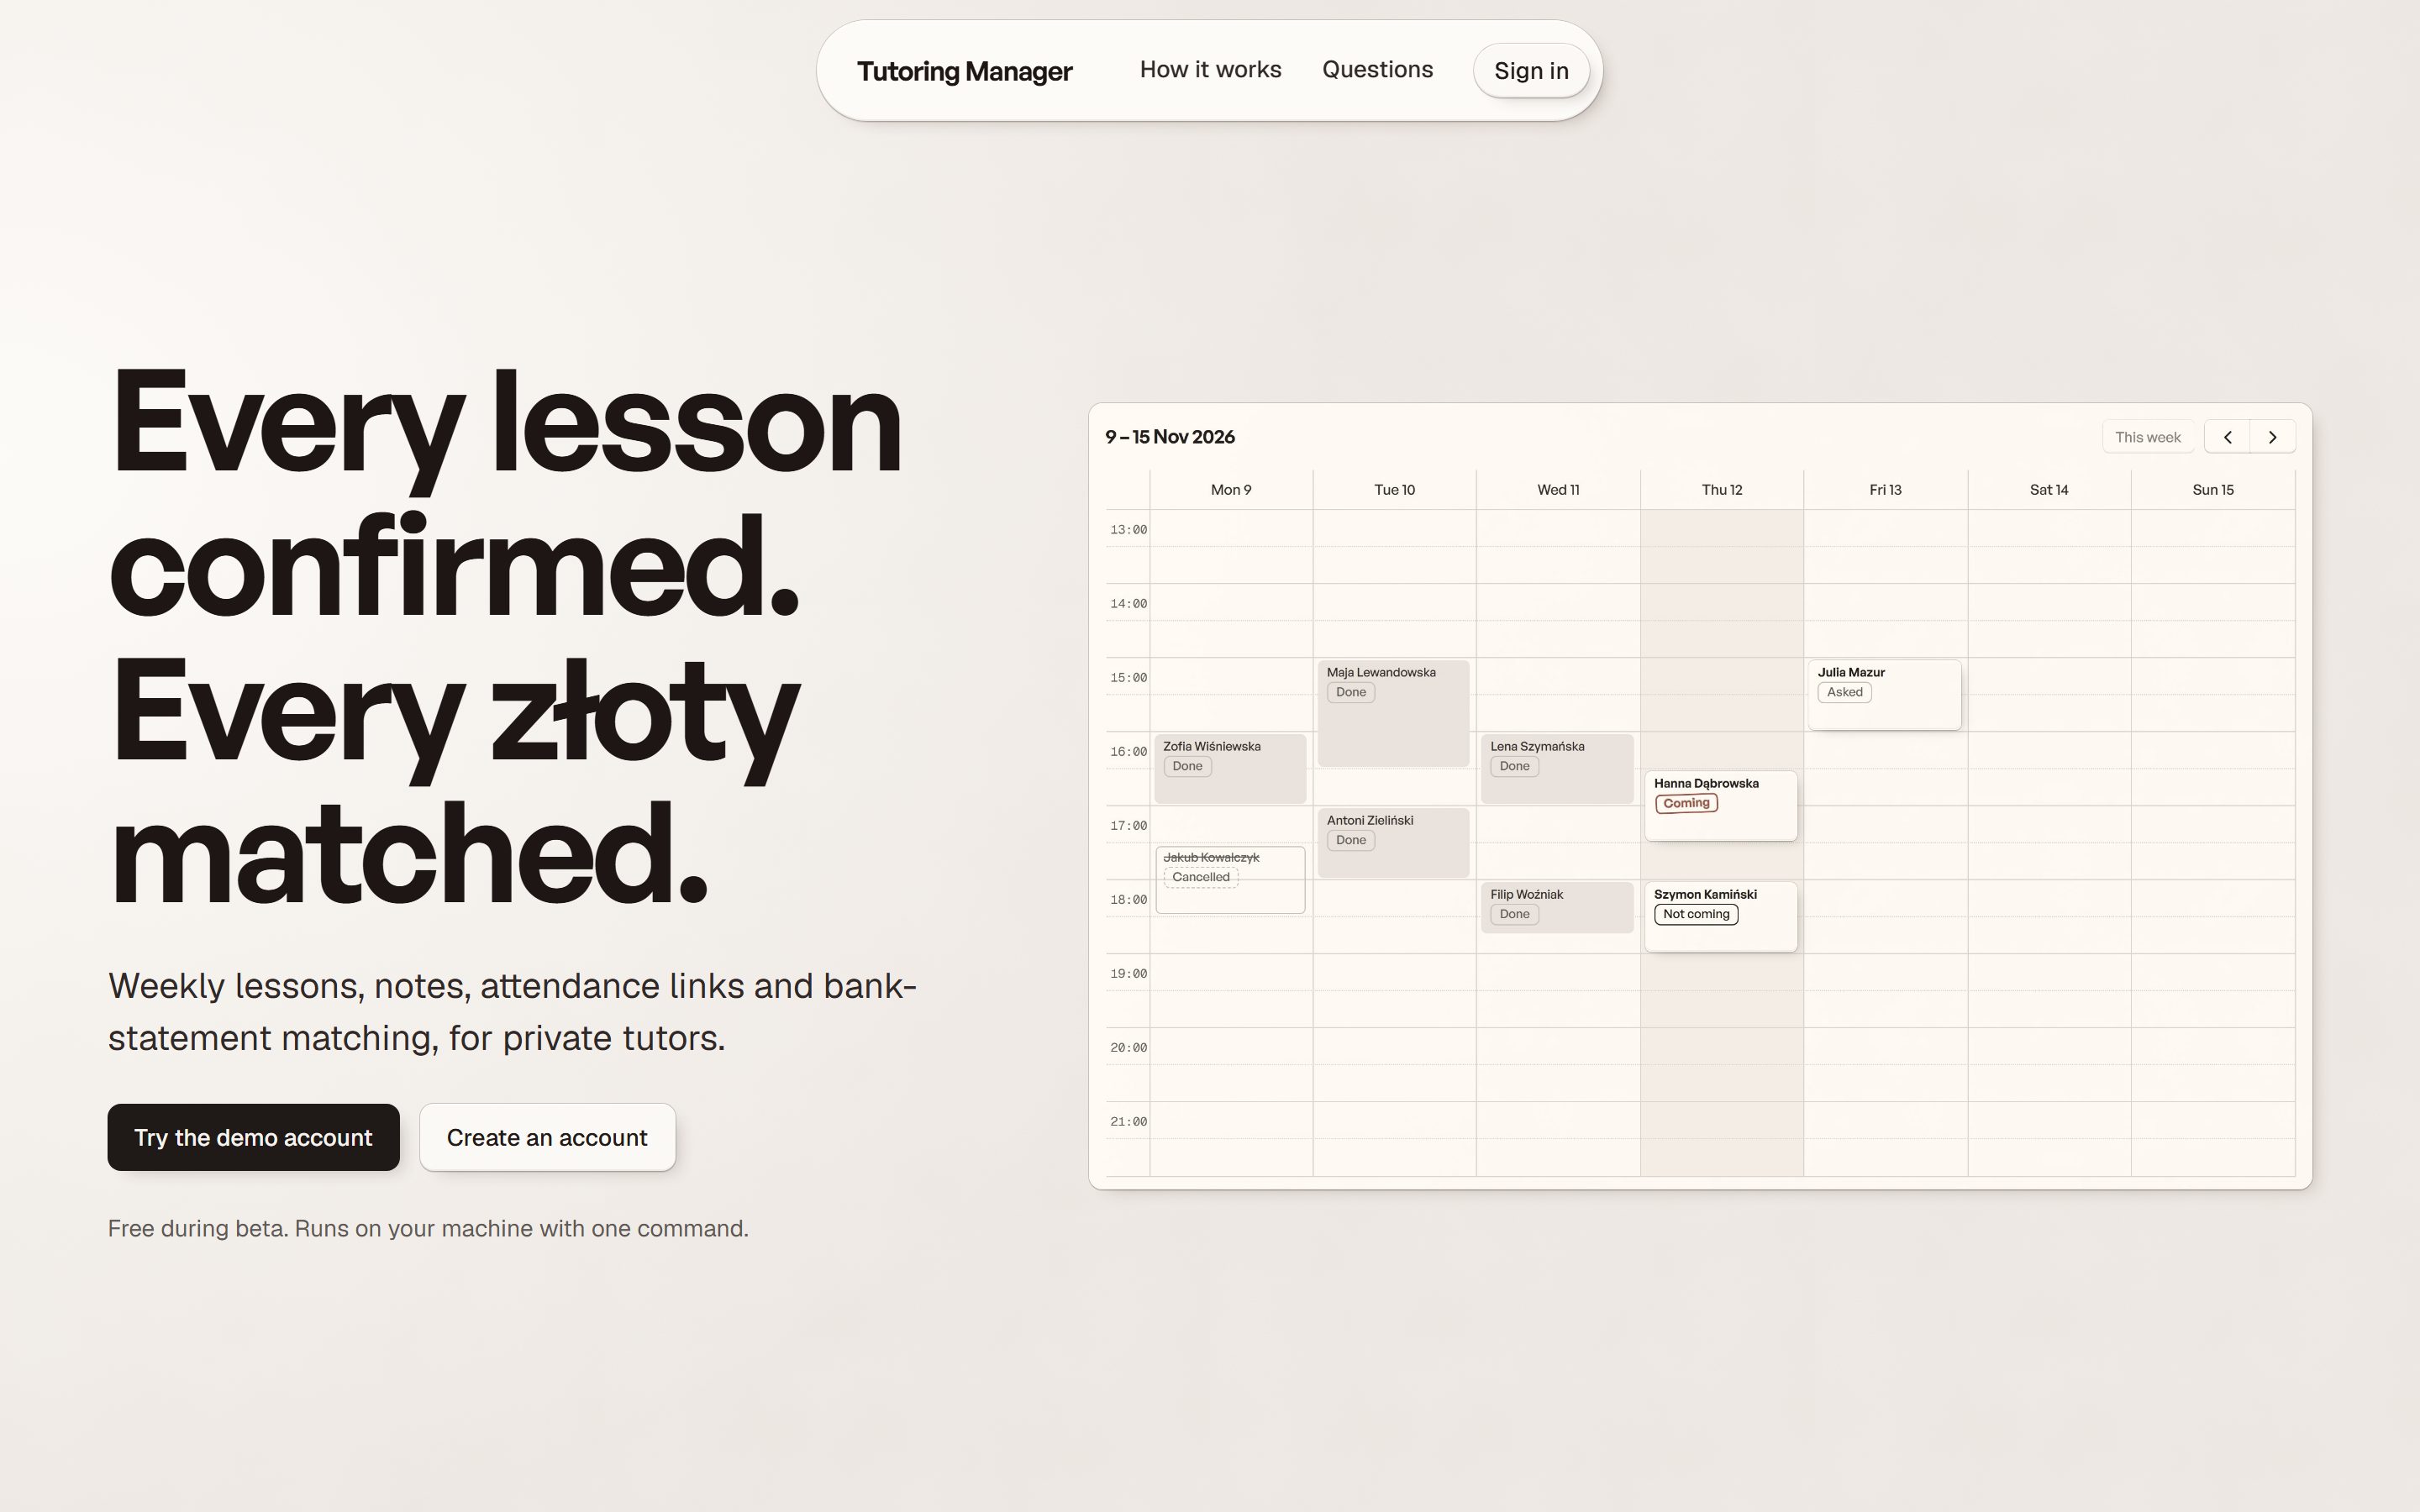 Tutoring Manager
How it works
Questions
Sign in
Every lesson
confirmed.
Every złoty
matched.
Weekly lessons, notes, attendance links and bank-
statement matching, for private tutors.
Try the demo account
Create an account
Free during beta. Runs on your machine with one command.
9 – 15 Nov 2026
This week
Mon 9
Tue 10
Wed 11
Thu 12
Fri 13
Sat 14
Sun 15
13:00
14:00
15:00
16:00
17:00
18:00
19:00
20:00
21:00
Zofia Wiśniewska
Done
Jakub Kowalczyk
Cancelled
Maja Lewandowska
Done
Antoni Zieliński
Done
Lena Szymańska
Done
Filip Woźniak
Done
Hanna Dąbrowska
Coming
Szymon Kamiński
Not coming
Julia Mazur
Asked